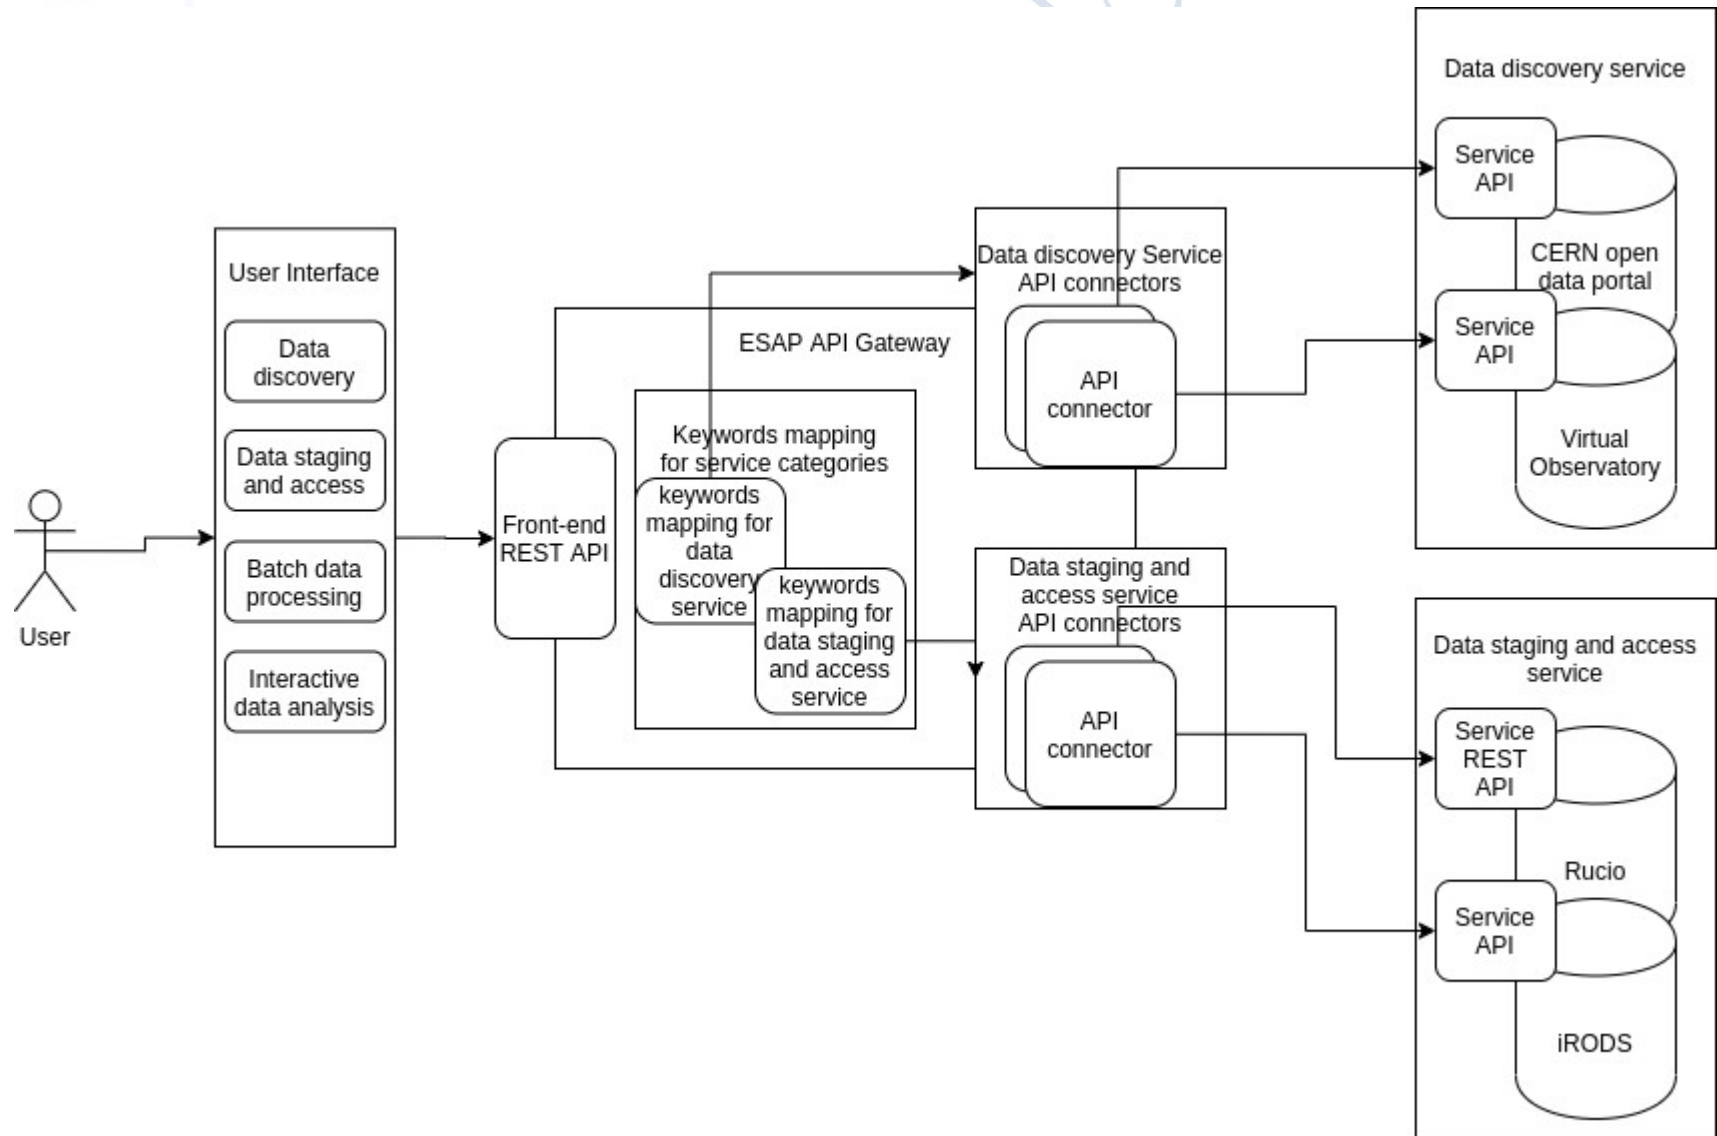 User
User Interface
Data
discovery
Data staging
and access
Batch data
processing
Interactive
data analysis
Front-end
REST API
ESAP API Gateway
Keywords mapping
for service categories
keywords
mapping for
data
discovery
service
keywords
mapping for
data staging
and access
service
Data discovery Service
API connectors
API
connector
Data staging and
access service
API connectors
API
connector
Data discovery service
Service
API
CERN open
data portal
Service
API
Virtual
Observatory
Data staging and access
service
Service
REST
API
Rucio
Service
API
iRODS